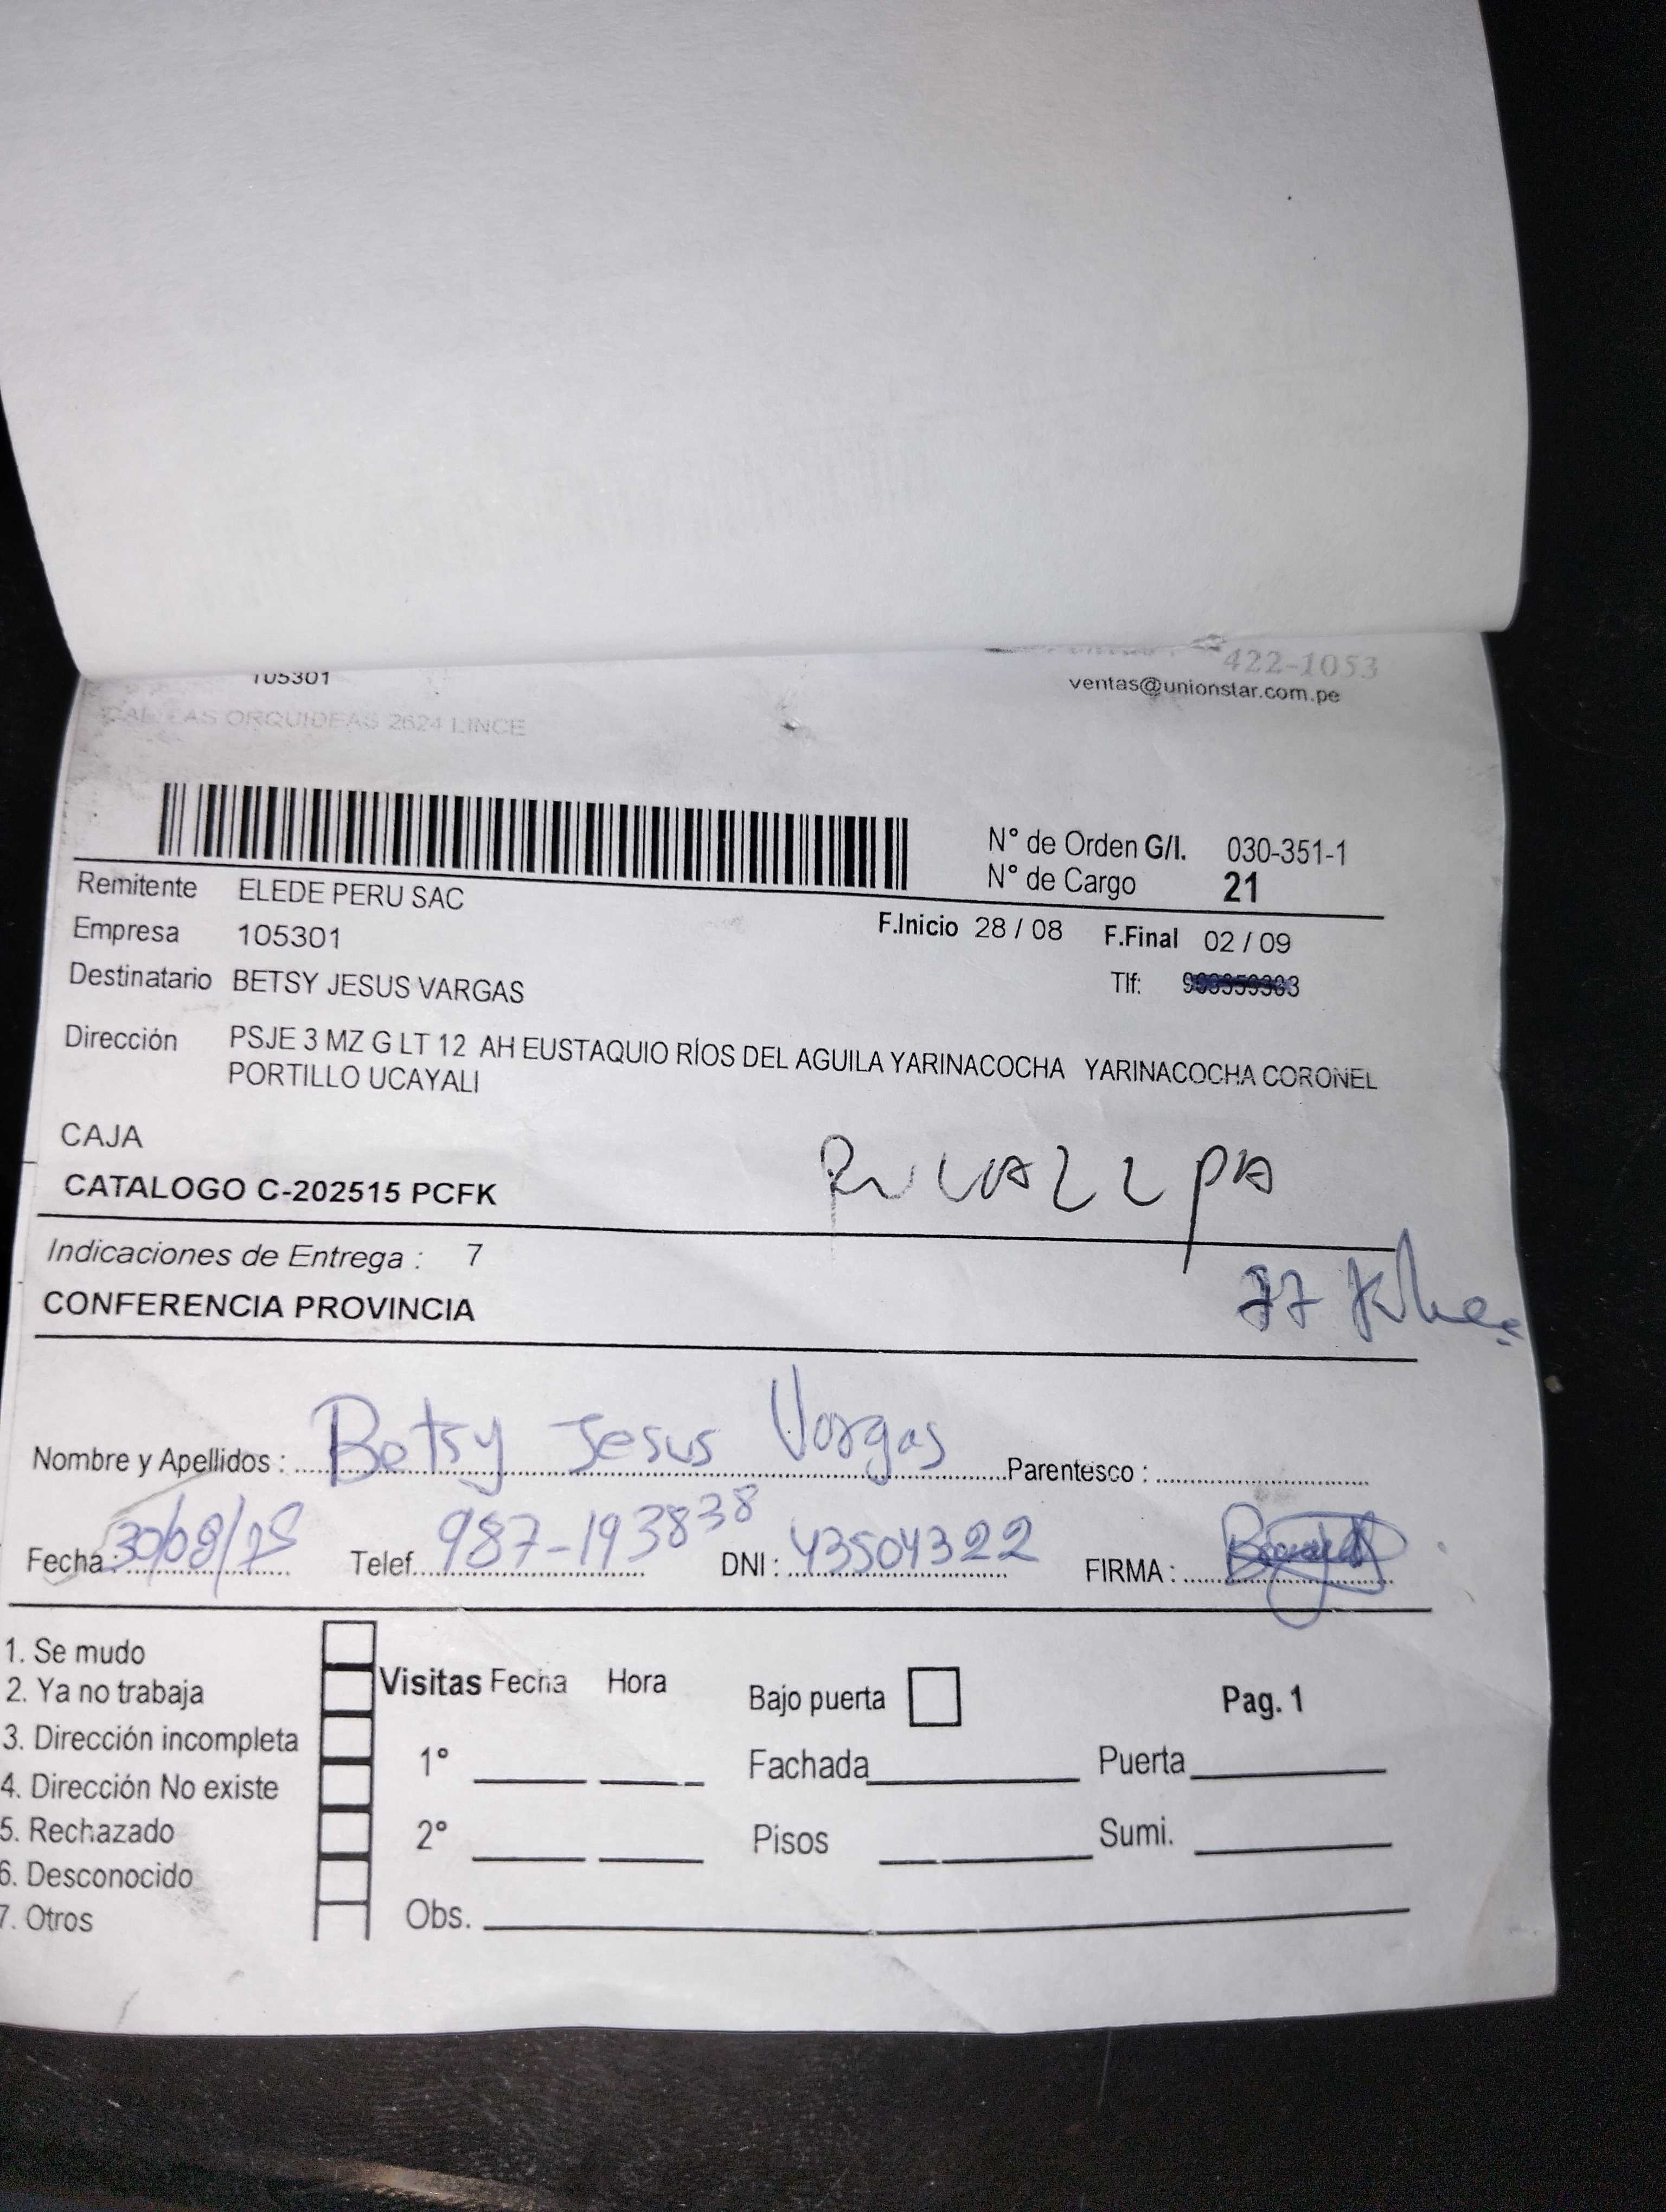 422-1053
105301
ventas@unionstar.com.pe
CAL LAS ORQUIDEAS 2624 LINCE
N° de Orden G/I. 030-351-1
N° de Cargo 21
Remitente ELEDE PERU SAC
Empresa 105301 F.Inicio 28 / 08 F.Final 02 / 09
Destinatario BETSY JESUS VARGAS Tlf:
Dirección PSJE 3 MZ G LT 12 AH EUSTAQUIO RÍOS DEL AGUILA YARINACOCHA YARINACOCHA CORONEL
PORTILLO UCAYALI
CAJA
CATALOGO C-202515 PCFK
Indicaciones de Entrega : 7
CONFERENCIA PROVINCIA
Nombre y Apellidos : Betsy Jesus Vargas Parentesco :
Fecha : 30/08/25 Telef. 987-193838 DNI : 43504322 FIRMA :
1. Se mudo
2. Ya no trabaja
3. Dirección incompleta
4. Dirección No existe
5. Rechazado
6. Desconocido
7. Otros
Visitas Fecha Hora
1°
2°
Obs.
Bajo puerta Pag. 1
Fachada Puerta
Pisos Sumi.